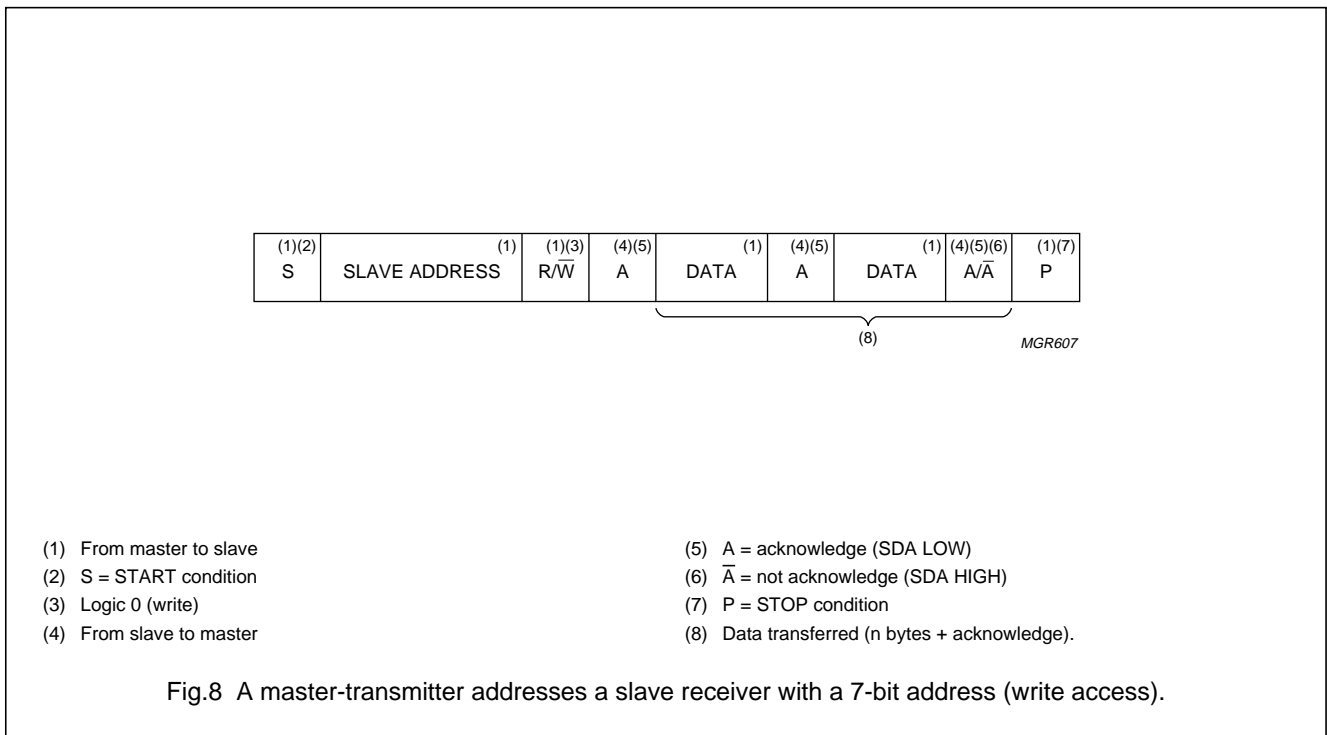 (1)(2) (1) (1)(3) (4)(5) (1) (4)(5) (1) (4)(5)(6) (1)(7)
S SLAVE ADDRESS R/W̅ A DATA A DATA A/A̅ P
(8)
MGR607
(1) From master to slave
(2) S = START condition
(3) Logic 0 (write)
(4) From slave to master
(5) A = acknowledge (SDA LOW)
(6) A̅ = not acknowledge (SDA HIGH)
(7) P = STOP condition
(8) Data transferred (n bytes + acknowledge).
Fig.8 A master-transmitter addresses a slave receiver with a 7-bit address (write access).